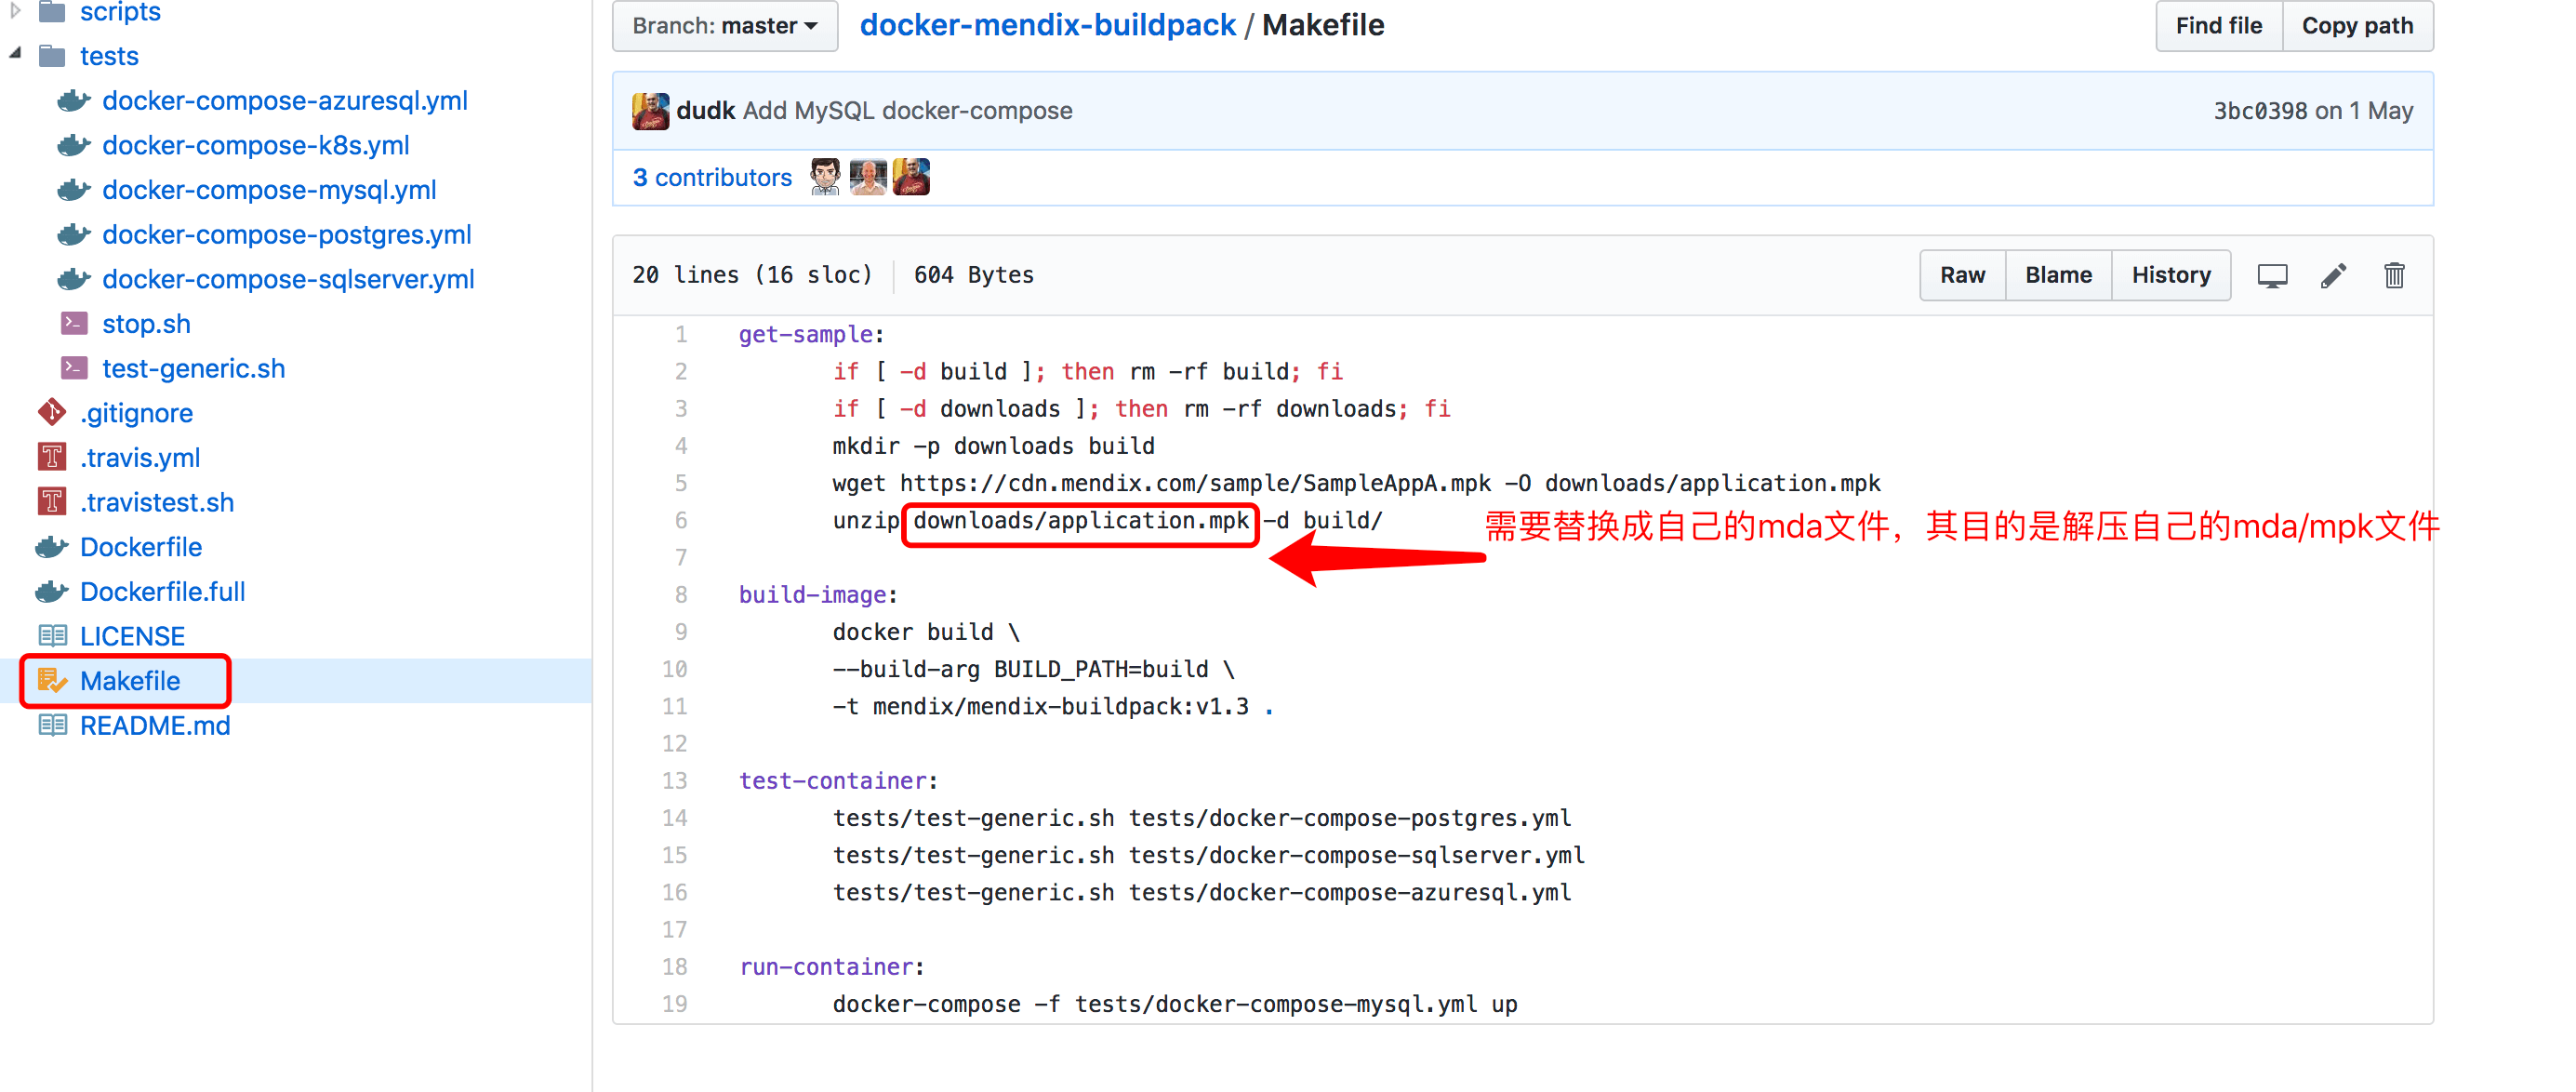 scripts
tests
docker-compose-azuresql.yml
docker-compose-k8s.yml
docker-compose-mysql.yml
docker-compose-postgres.yml
docker-compose-sqlserver.yml
stop.sh
test-generic.sh
.gitignore
.travis.yml
.travistest.sh
Dockerfile
Dockerfile.full
LICENSE
Makefile
README.md
Branch: master
docker-mendix-buildpack / Makefile
Find file
Copy path
dudk Add MySQL docker-compose
3bc0398 on 1 May
3 contributors
20 lines (16 sloc)
604 Bytes
Raw
Blame
History
1 get-sample:
2 if [ -d build ]; then rm -rf build; fi
3 if [ -d downloads ]; then rm -rf downloads; fi
4 mkdir -p downloads build
5 wget https://cdn.mendix.com/sample/SampleAppA.mpk -O downloads/application.mpk
6 unzip downloads/application.mpk -d build/
需要替换成自己的mda文件，其目的是解压自己的mda/mpk文件
7
8 build-image:
9 docker build \
10 --build-arg BUILD_PATH=build \
11 -t mendix/mendix-buildpack:v1.3 .
12
13 test-container:
14 tests/test-generic.sh tests/docker-compose-postgres.yml
15 tests/test-generic.sh tests/docker-compose-sqlserver.yml
16 tests/test-generic.sh tests/docker-compose-azuresql.yml
17
18 run-container:
19 docker-compose -f tests/docker-compose-mysql.yml up